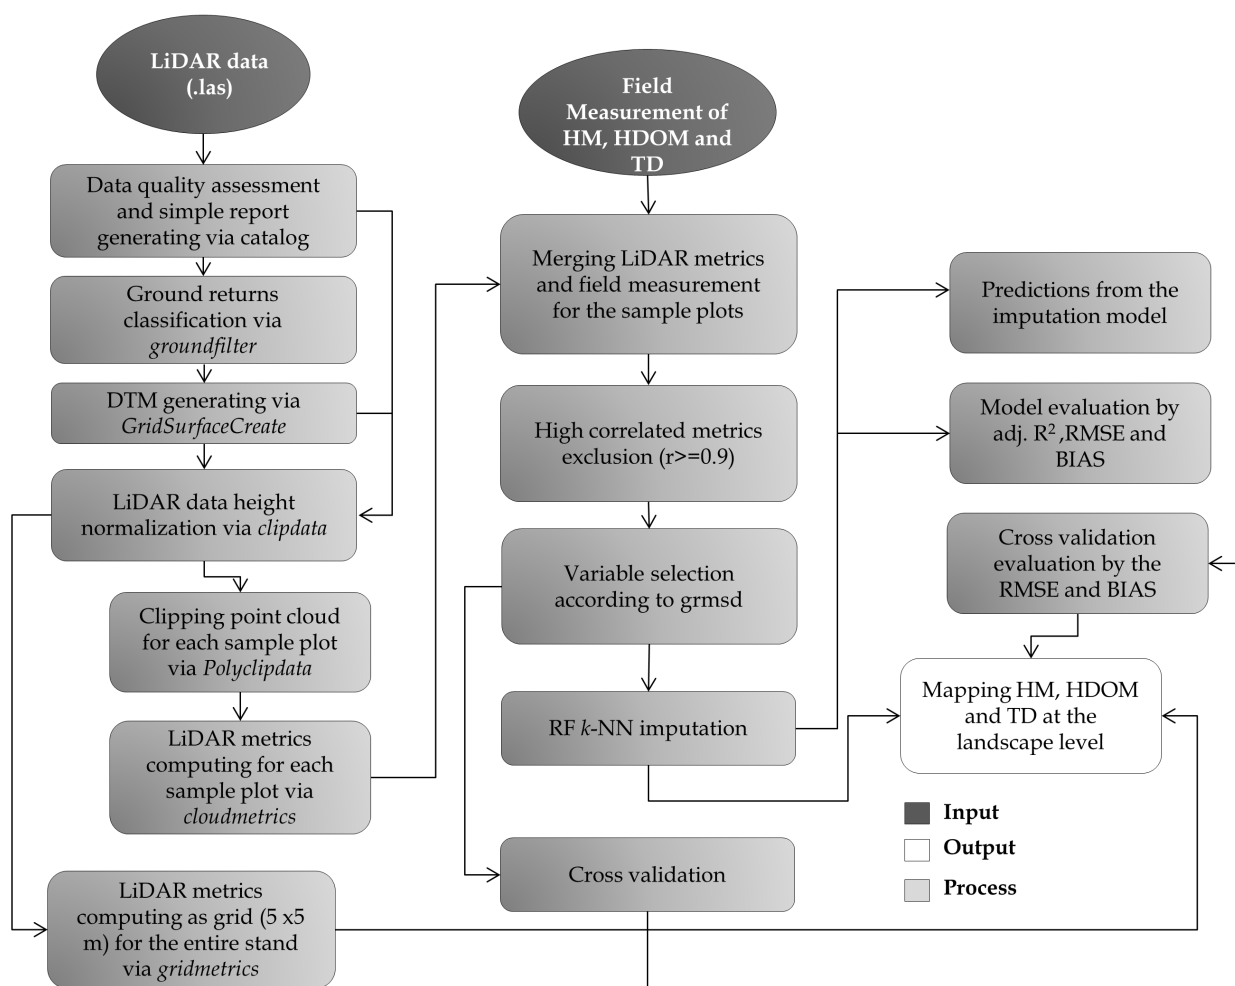 LiDAR data
(.las)
Data quality assessment
and simple report
generating via catalog
Ground returns
classification via
groundfilter
DTM generating via
GridSurfaceCreate
LiDAR data height
normalization via clipdata
Clipping point cloud
for each sample plot
via Polyclipdata
LiDAR metrics
computing for each
sample plot via
cloudmetrics
LiDAR metrics
computing as grid (5 x5
m) for the entire stand
via gridmetrics
Field
Measurement of
HM, HDOM and
TD
Merging LiDAR metrics
and field measurement
for the sample plots
High correlated metrics
exclusion (r>=0.9)
Variable selection
according to grmsd
RF k-NN imputation
Cross validation
Predictions from the
imputation model
Model evaluation by
adj. R² ,RMSE and
BIAS
Cross validation
evaluation by the
RMSE and BIAS
Mapping HM, HDOM
and TD at the
landscape level
Input
Output
Process